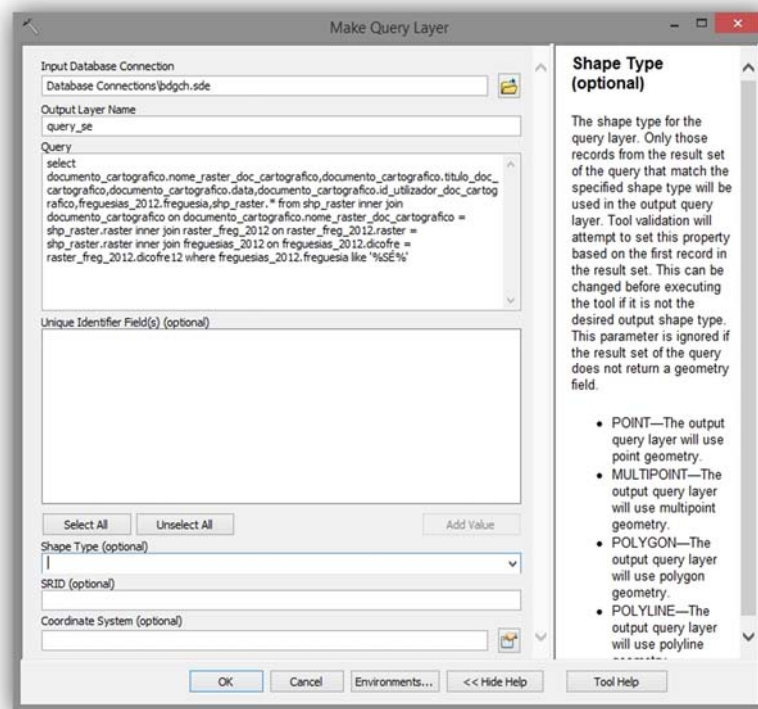 Make Query Layer
Input Database Connection
Database Connections\bdgch.sde
Output Layer Name
query_se
Query
select
documento_cartografico.nome_raster_doc_cartografico,documento_cartografico.titulo_doc_
cartografico,documento_cartografico.data,documento_cartografico.id_utilizador_doc_cartog
rafico,freguesias_2012.freguesia,shp_raster.* from shp_raster inner join
documento_cartografico on documento_cartografico.nome_raster_doc_cartografico =
shp_raster.raster inner join raster_freg_2012 on raster_freg_2012.raster =
shp_raster.raster inner join freguesias_2012 on freguesias_2012.dicofre =
raster_freg_2012.dicofre12 where freguesias_2012.freguesia like '%SÉ%'
Unique Identifier Field(s) (optional)
Select All
Unselect All
Add Value
Shape Type (optional)
SRID (optional)
Coordinate System (optional)
OK
Cancel
Environments...
<< Hide Help
Tool Help
Shape Type
(optional)
The shape type for the
query layer. Only those
records from the result set
of the query that match the
specified shape type will be
used in the output query
layer. Tool validation will
attempt to set this property
based on the first record in
the result set. This can be
changed before executing
the tool if it is not the
desired output shape type.
This parameter is ignored if
the result set of the query
does not return a geometry
field.
• POINT—The output
query layer will use
point geometry.
• MULTIPOINT—The
output query layer
will use multipoint
geometry.
• POLYGON—The
output query layer
will use polygon
geometry.
• POLYLINE—The
output query layer
will use polyline